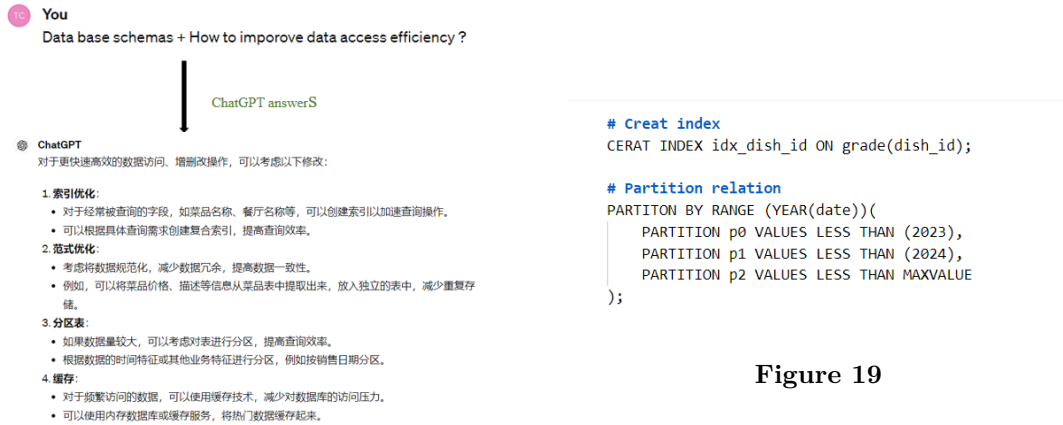 TC
You
Data base schemas + How to imporove data access efficiency ?
ChatGPT answerS
ChatGPT
对于更快速高效的数据访问、增删改操作，可以考虑以下修改：
1. 索引优化：
• 对于经常被查询的字段，如菜品名称、餐厅名称等，可以创建索引以加速查询操作。
• 可以根据具体查询需求创建复合索引，提高查询效率。
2. 范式优化：
• 考虑将数据规范化，减少数据冗余，提高数据一致性。
• 例如，可以将菜品价格、描述等信息从菜品表中提取出来，放入独立的表中，减少重复存
储。
3. 分区表：
• 如果数据量较大，可以考虑对表进行分区，提高查询效率。
• 根据数据的时间特征或其他业务特征进行分区，例如按销售日期分区。
4. 缓存：
• 对于频繁访问的数据，可以使用缓存技术，减少对数据库的访问压力。
• 可以使用内存数据库或缓存服务，将热门数据缓存起来。
# Creat index
CERAT INDEX idx_dish_id ON grade(dish_id);
# Partition relation
PARTITON BY RANGE (YEAR(date))(
PARTITION p0 VALUES LESS THAN (2023),
PARTITION p1 VALUES LESS THAN (2024),
PARTITION p2 VALUES LESS THAN MAXVALUE
);
Figure 19